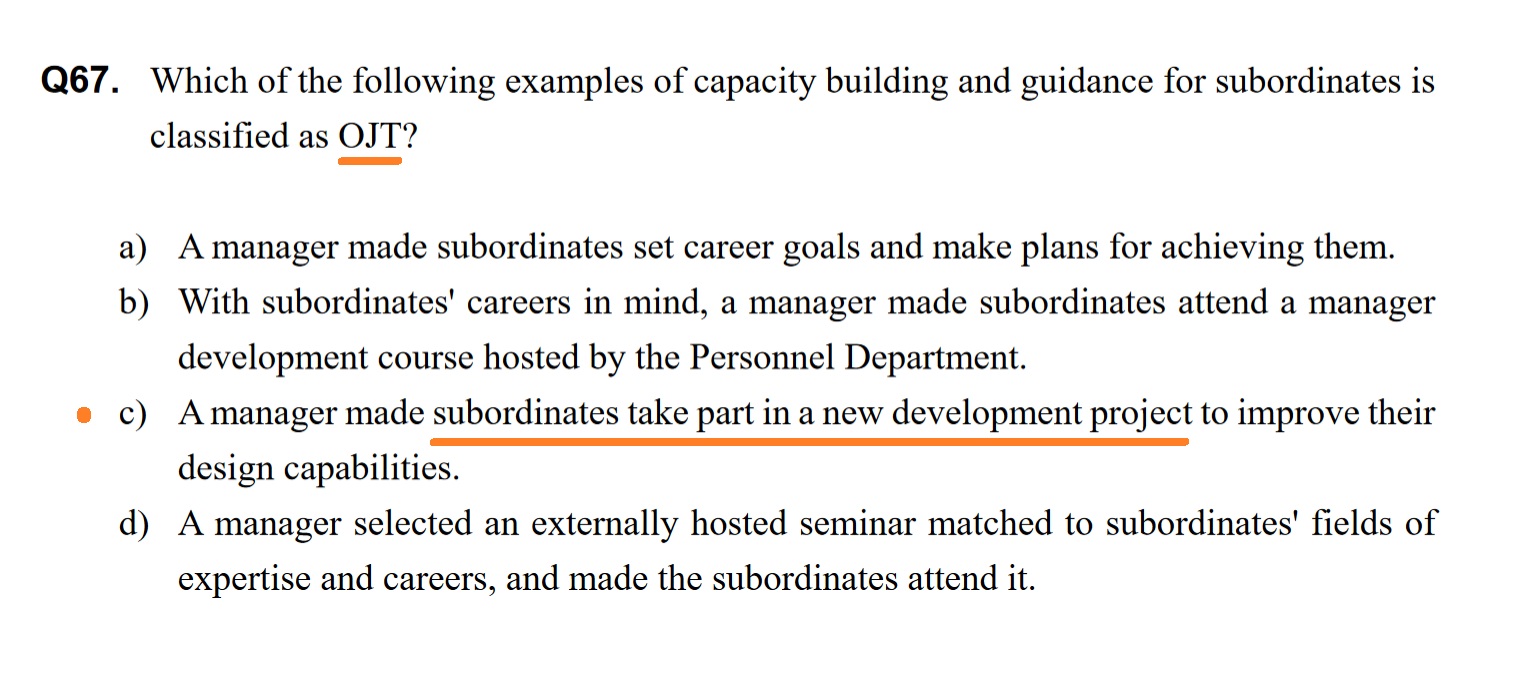 Q67. Which of the following examples of capacity building and guidance for subordinates is
classified as OJT?
a) A manager made subordinates set career goals and make plans for achieving them.
b) With subordinates' careers in mind, a manager made subordinates attend a manager
development course hosted by the Personnel Department.
c) A manager made subordinates take part in a new development project to improve their
design capabilities.
d) A manager selected an externally hosted seminar matched to subordinates' fields of
expertise and careers, and made the subordinates attend it.